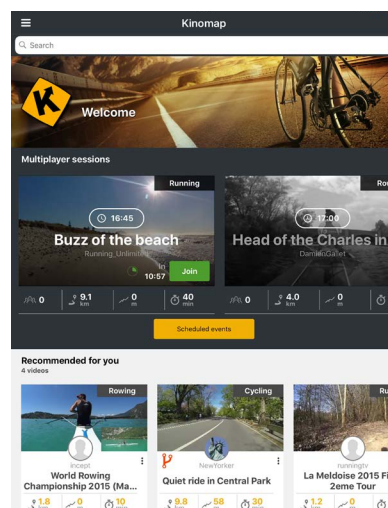 Kinomap
Search
Welcome
Multiplayer sessions
Running
16:45
Buzz of the beach
Running_Unlimited
in
10:57
Join
0
9.1
km
0
m
40
min
17:00
Head of the Charles in
DamienGallet
0
4.0
km
0
m
Scheduled events
Recommended for you
4 videos
Rowing
incept
World Rowing
Championship 2015 (Ma...
1.8
0
10
Cycling
NewYorker
Quiet ride in Central Park
9.8
km
58
m
30
runningtv
La Meldoise 2015 Fi
2eme Tour
1.2
0